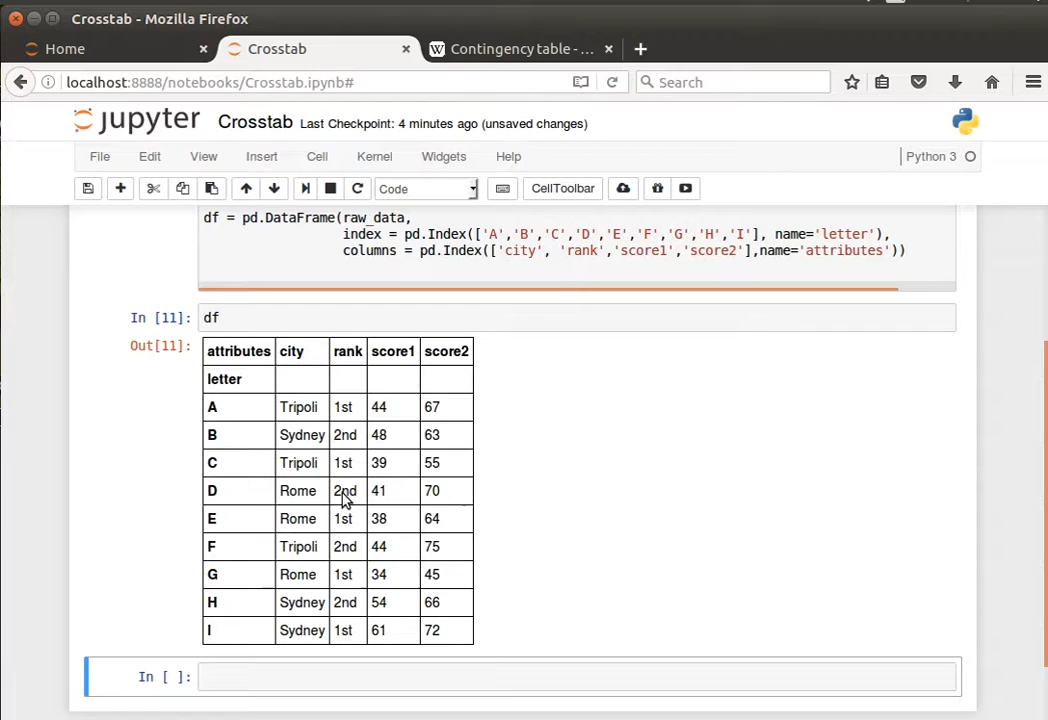 Crosstab - Mozilla Firefox
Home × Crosstab × W Contingency table - ... × +
localhost:8888/notebooks/Crosstab.ipynb# Search
jupyter Crosstab Last Checkpoint: 4 minutes ago (unsaved changes)
File Edit View Insert Cell Kernel Widgets Help Python 3
Code CellToolbar
df = pd.DataFrame(raw_data,
index = pd.Index(['A','B','C','D','E','F','G','H','I'], name='letter'),
columns = pd.Index(['city', 'rank','score1','score2'],name='attributes'))
In [11]: df
Out[11]:
attributes city rank score1 score2
letter
A Tripoli 1st 44 67
B Sydney 2nd 48 63
C Tripoli 1st 39 55
D Rome 2nd 41 70
E Rome 1st 38 64
F Tripoli 2nd 44 75
G Rome 1st 34 45
H Sydney 2nd 54 66
I Sydney 1st 61 72
In [ ]: